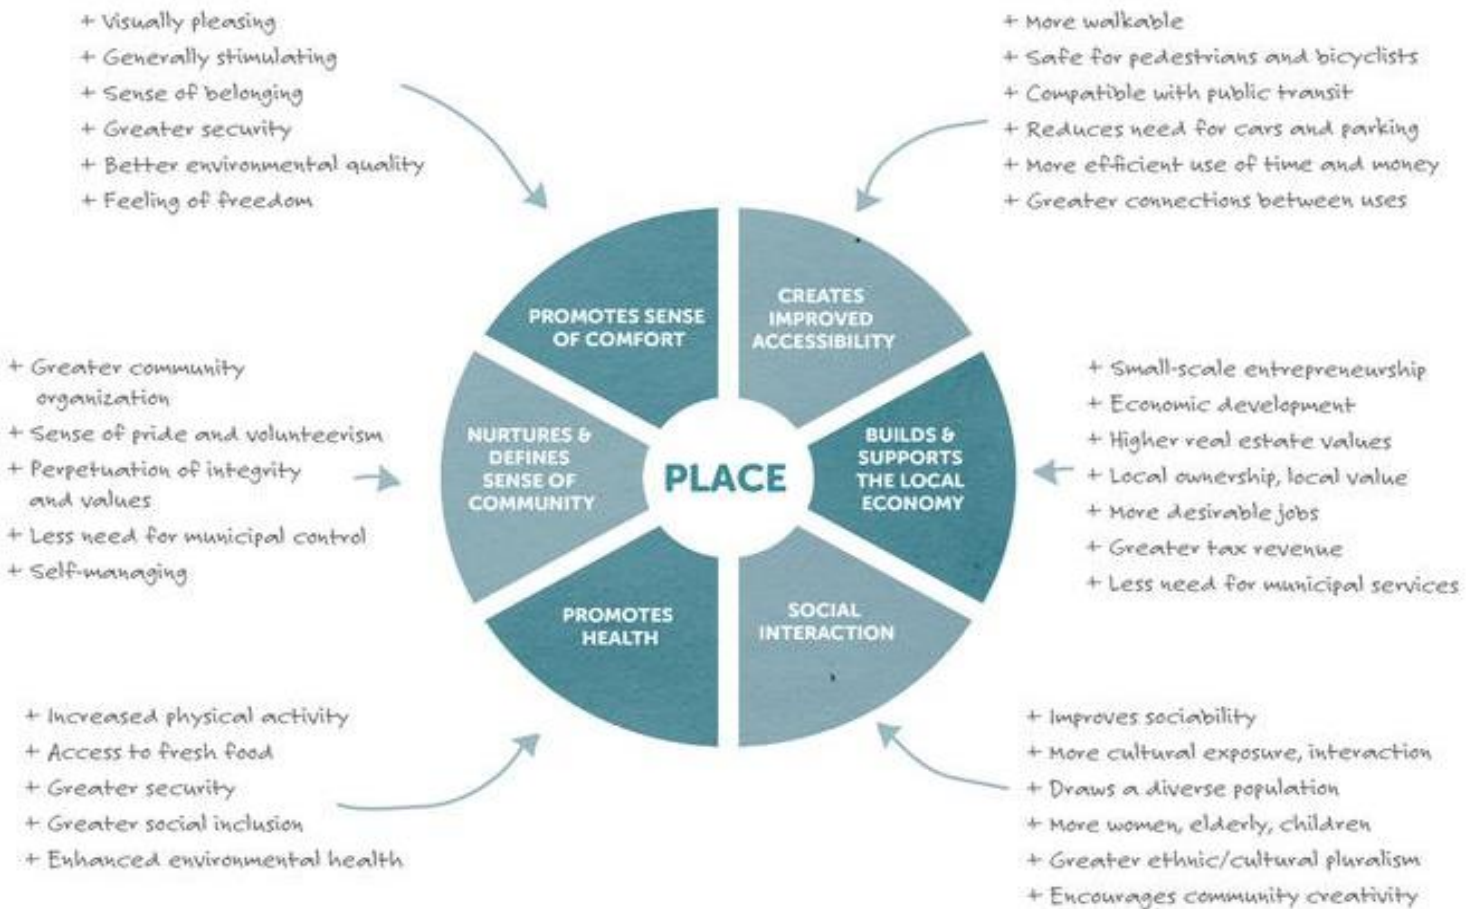 + Visually pleasing
+ Generally stimulating
+ Sense of belonging
+ Greater security
+ Better environmental quality
+ Feeling of freedom
+ More walkable
+ Safe for pedestrians and bicyclists
+ Compatible with public transit
+ Reduces need for cars and parking
+ More efficient use of time and money
+ Greater connections between uses
PROMOTES SENSE
OF COMFORT
CREATES
IMPROVED
ACCESSIBILITY
+ Greater community
organization
+ Sense of pride and volunteerism
+ Perpetuation of integrity
and values
+ Less need for municipal control
+ Self-managing
NURTURES &
DEFINES
SENSE OF
COMMUNITY
PLACE
BUILDS &
SUPPORTS
THE LOCAL
ECONOMY
+ Small-scale entrepreneurship
+ Economic development
+ Higher real estate values
+ Local ownership, local value
+ More desirable jobs
+ Greater tax revenue
+ Less need for municipal services
PROMOTES
HEALTH
SOCIAL
INTERACTION
+ Increased physical activity
+ Access to fresh food
+ Greater security
+ Greater social inclusion
+ Enhanced environmental health
+ Improves sociability
+ More cultural exposure, interaction
+ Draws a diverse population
+ More women, elderly, children
+ Greater ethnic/cultural pluralism
+ Encourages community creativity